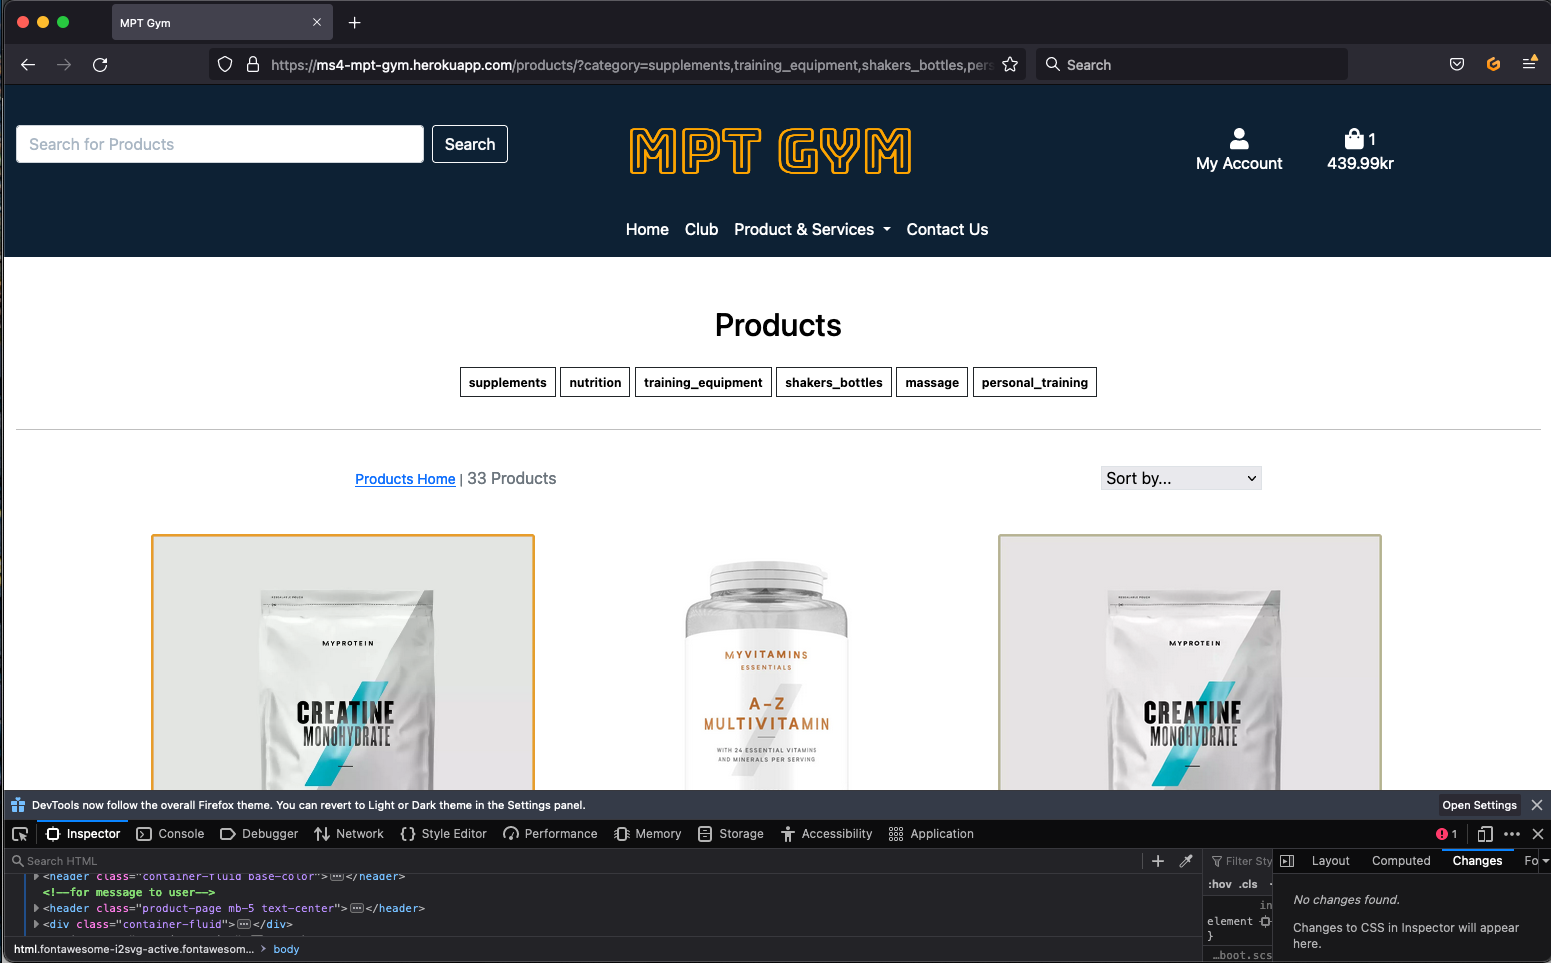 MPT Gym
https://ms4-mpt-gym.herokuapp.com/products/?category=supplements,training_equipment,shakers_bottles,pers
Search
Search for Products
Search
MPT GYM
My Account
1
439.99kr
Home
Club
Product & Services
Contact Us
Products
supplements
nutrition
training_equipment
shakers_bottles
massage
personal_training
Products Home | 33 Products
Sort by...
MYPROTEIN
CREATINE
MONOHYDRATE
MYVITAMINS
ESSENTIALS
A-Z
MULTIVITAMIN
WITH 24 ESSENTIAL VITAMINS
AND MINERALS PER SERVING
MYPROTEIN
CREATINE
MONOHYDRATE
DevTools now follow the overall Firefox theme. You can revert to Light or Dark theme in the Settings panel.
Open Settings
Inspector
Console
Debugger
Network
Style Editor
Performance
Memory
Storage
Accessibility
Application
1
Search HTML
Filter Sty
Layout
Computed
Changes
Fo
<header class="container-fluid base-color">...</header>
<!--for message to user-->
<header class="product-page mb-5 text-center">...</header>
<div class="container-fluid">...</div>
:hov .cls
in
element
}
…boot.scs
No changes found.
Changes to CSS in Inspector will appear
here.
html.fontawesome-i2svg-active.fontawesom… > body